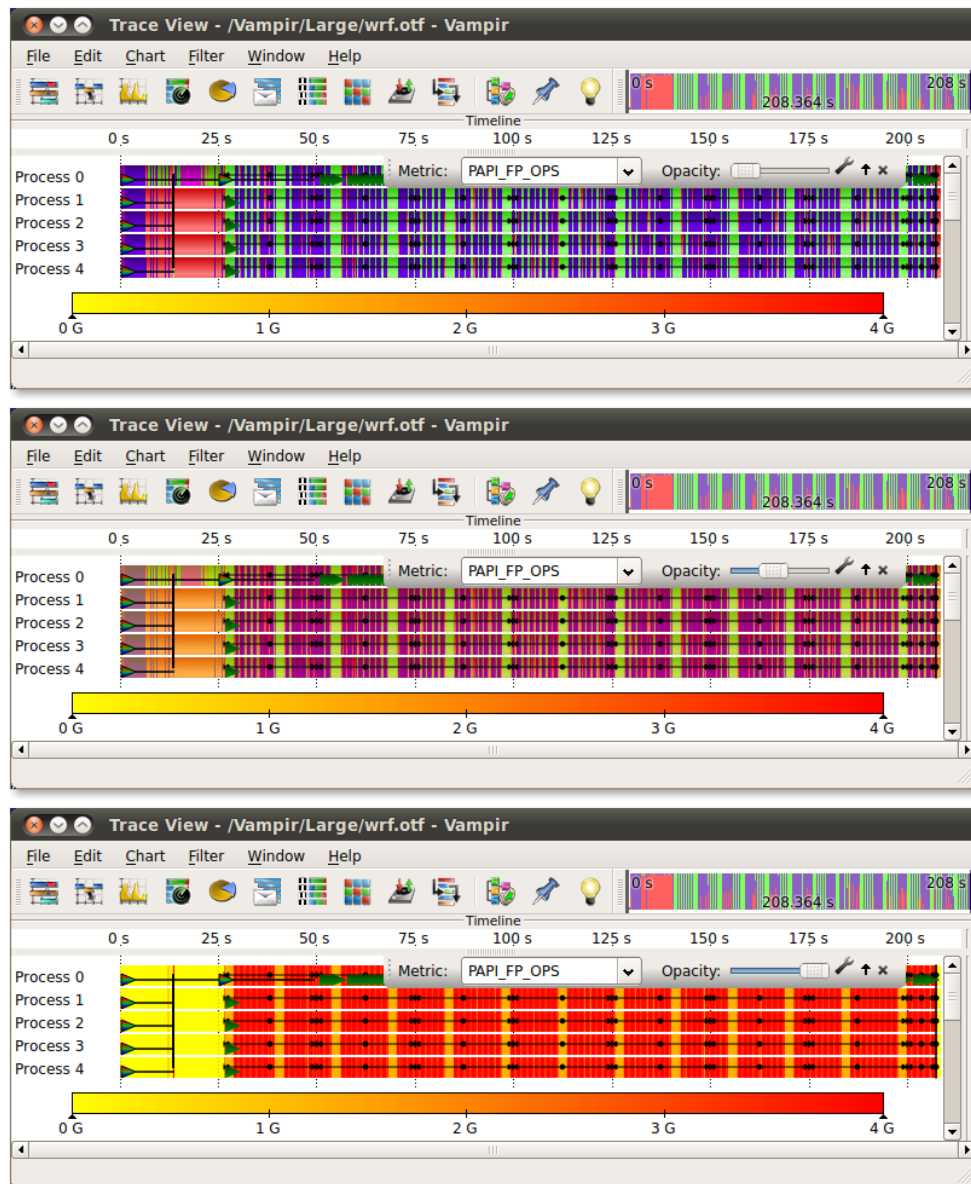 Trace View - /Vampir/Large/wrf.otf - Vampir
File Edit Chart Filter Window Help
0 s 208 s
208.364 s
Timeline
0 s 25 s 50 s 75 s 100 s 125 s 150 s 175 s 200 s
Process 0 Metric: PAPI_FP_OPS Opacity:
Process 1
Process 2
Process 3
Process 4
0 G 1 G 2 G 3 G 4 G
Trace View - /Vampir/Large/wrf.otf - Vampir
File Edit Chart Filter Window Help
0 s 208 s
208.364 s
Timeline
0 s 25 s 50 s 75 s 100 s 125 s 150 s 175 s 200 s
Process 0 Metric: PAPI_FP_OPS Opacity:
Process 1
Process 2
Process 3
Process 4
0 G 1 G 2 G 3 G 4 G
Trace View - /Vampir/Large/wrf.otf - Vampir
File Edit Chart Filter Window Help
0 s 208 s
208.364 s
Timeline
0 s 25 s 50 s 75 s 100 s 125 s 150 s 175 s 200 s
Process 0 Metric: PAPI_FP_OPS Opacity:
Process 1
Process 2
Process 3
Process 4
0 G 1 G 2 G 3 G 4 G